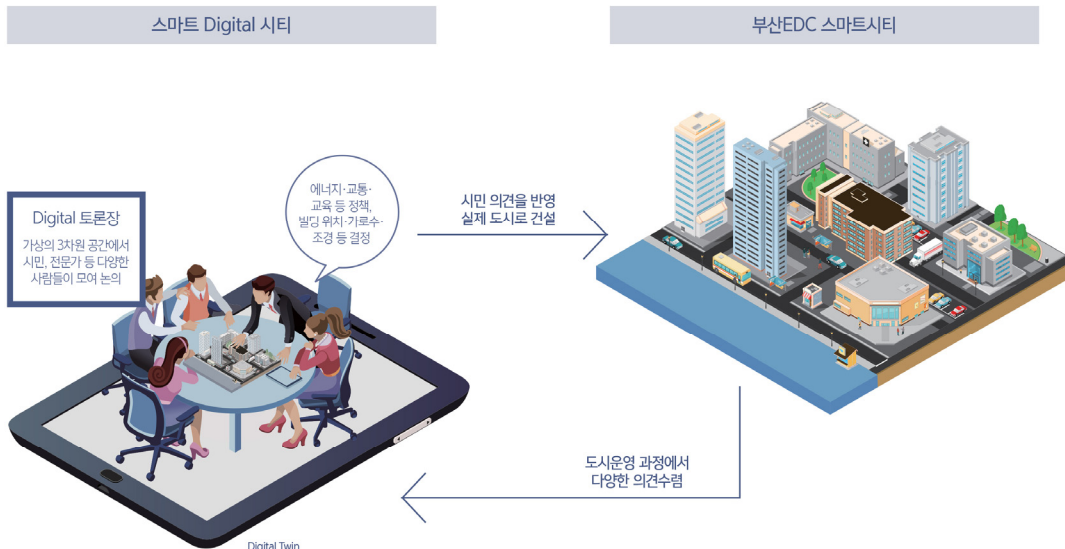 스마트 Digital 시티
부산EDC 스마트시티
Digital 토론장
가상의 3차원 공간에서
시민, 전문가 등 다양한
사람들이 모여 논의
에너지·교통·
교육 등 정책,
빌딩 위치·가로수·
조경 등 결정
시민 의견을 반영
실제 도시로 건설
도시운영 과정에서
다양한 의견수렴
Digital Twin